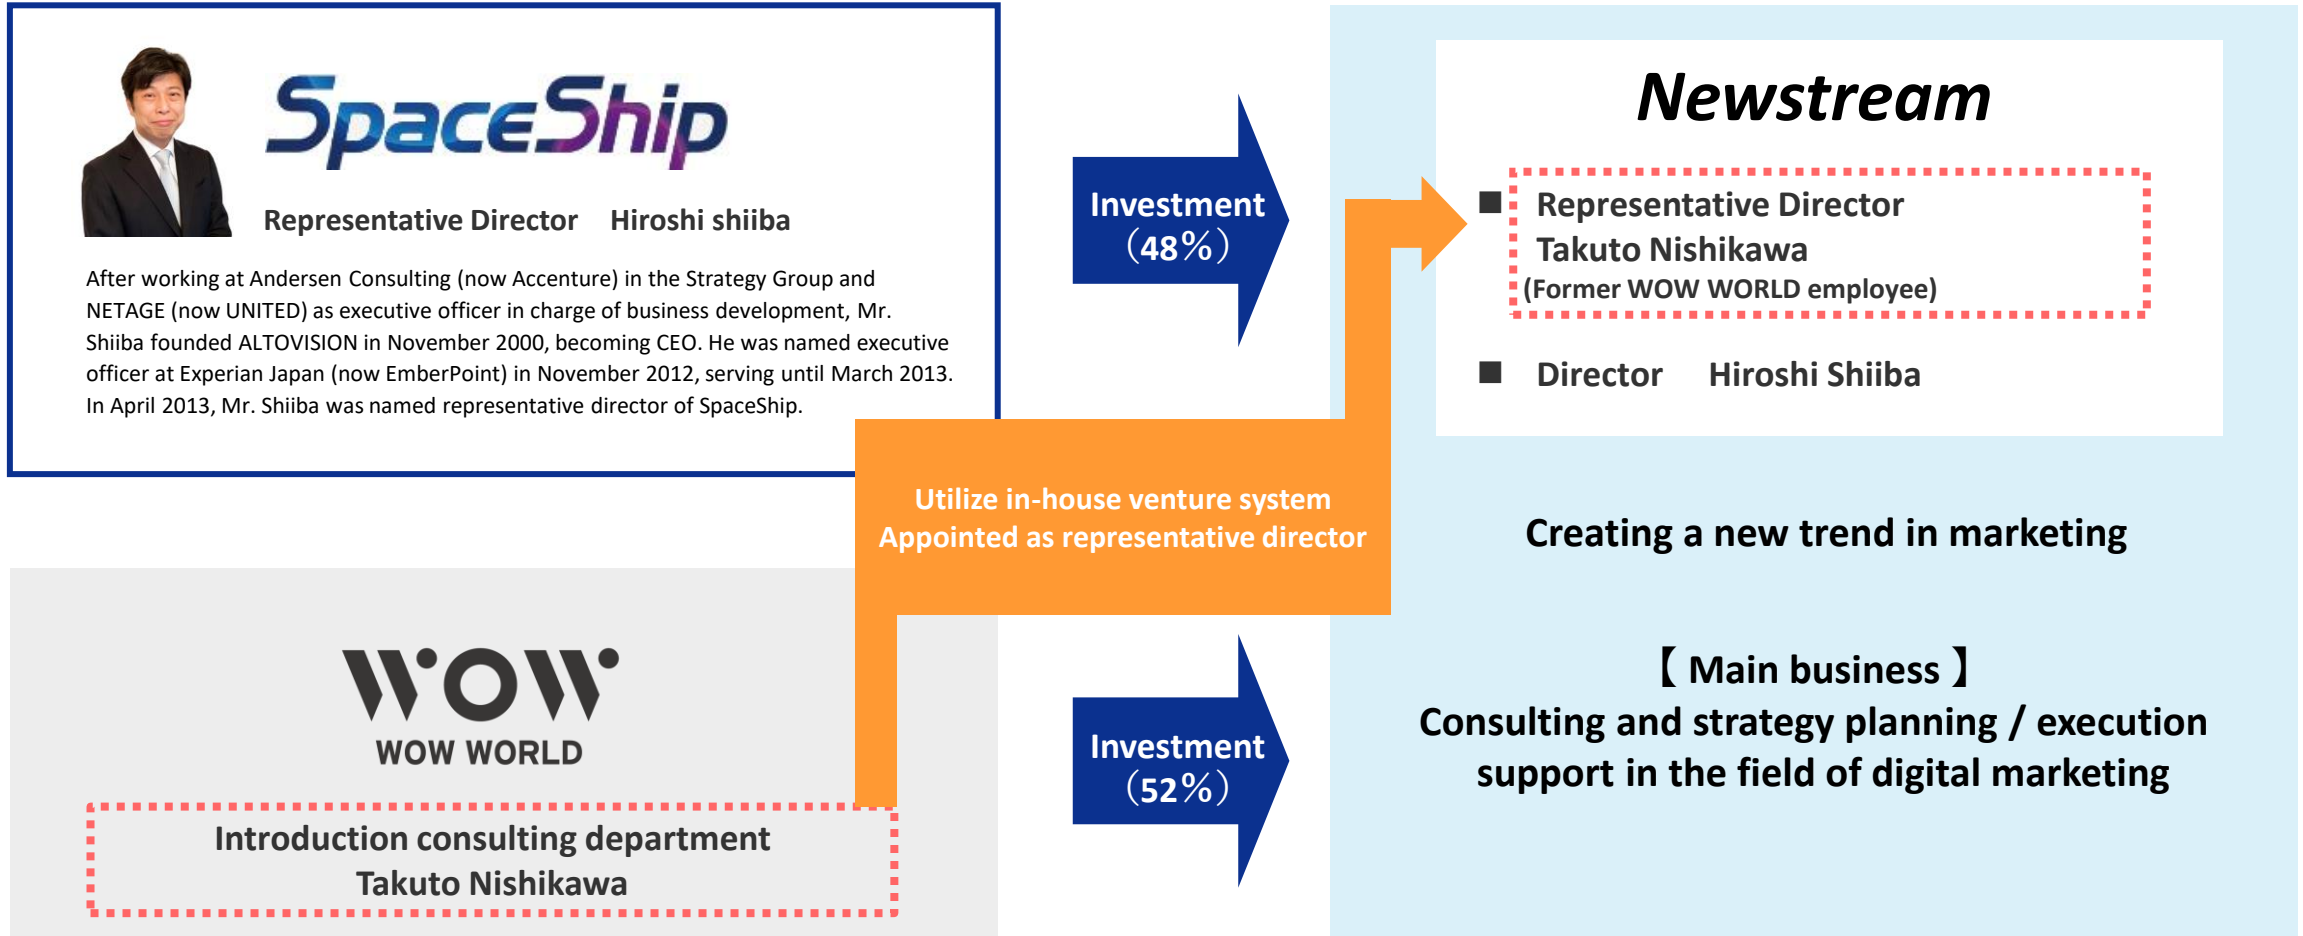 SpaceShip
Representative Director Hiroshi shiiba
After working at Andersen Consulting (now Accenture) in the Strategy Group and
NETAGE (now UNITED) as executive officer in charge of business development, Mr.
Shiiba founded ALTOVISION in November 2000, becoming CEO. He was named executive
officer at Experian Japan (now EmberPoint) in November 2012, serving until March 2013.
In April 2013, Mr. Shiiba was named representative director of SpaceShip.
Investment
（48％）
Newstream
■ Representative Director
Takuto Nishikawa
(Former WOW WORLD employee)
■ Director Hiroshi Shiiba
Utilize in-house venture system
Appointed as representative director
Creating a new trend in marketing
WOW
WOW WORLD
Introduction consulting department
Takuto Nishikawa
Investment
（52％）
【 Main business 】
Consulting and strategy planning / execution
support in the field of digital marketing